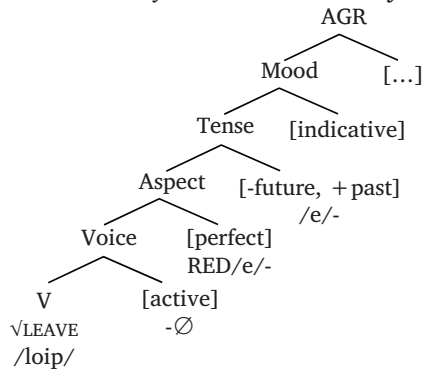 AGR
Mood […]
Tense [indicative]
Aspect [-future, +past]
/e/-
Voice [perfect]
RED/e/-
V [active]
√LEAVE -∅
/loip/